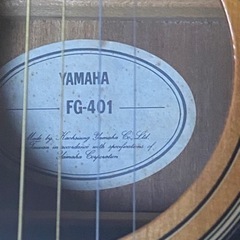 YAMAHA
FG-401
Made by Kaohsiung Yamaha Co., Ltd.
Taiwan in accordance with specifications of
Yamaha Corporation